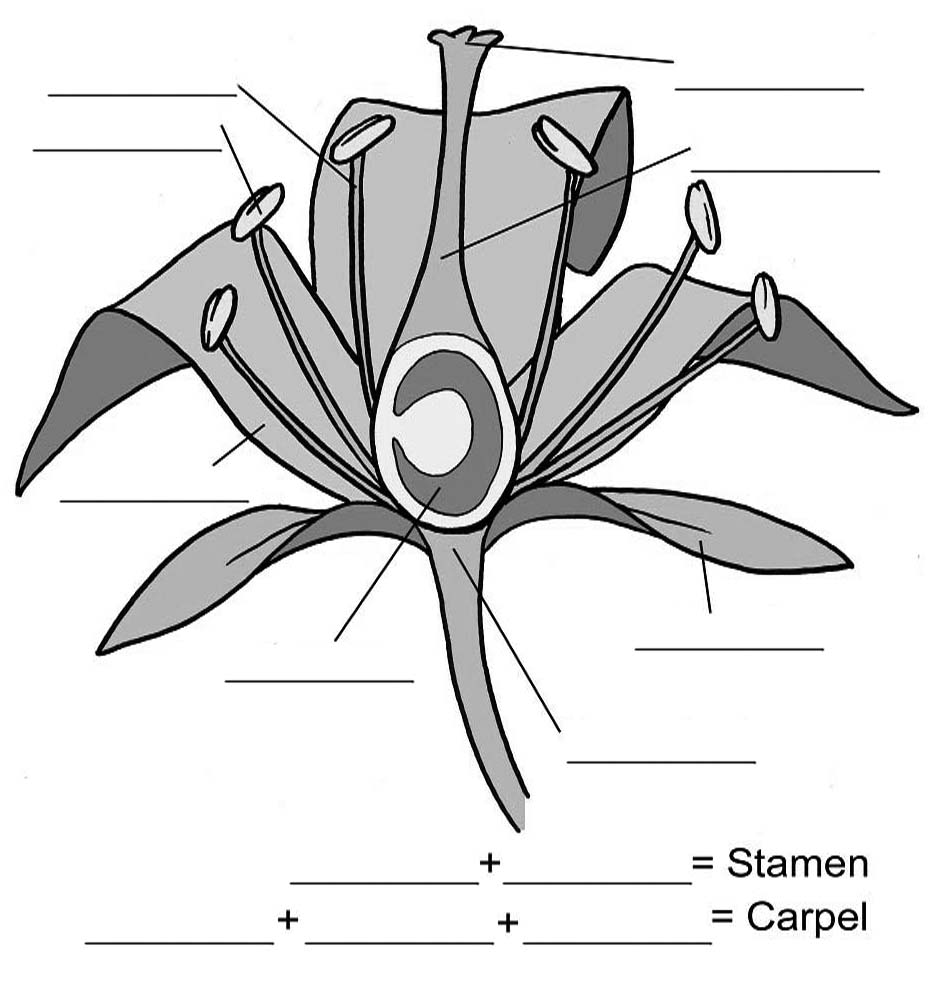 + = Stamen
+ + = Carpel